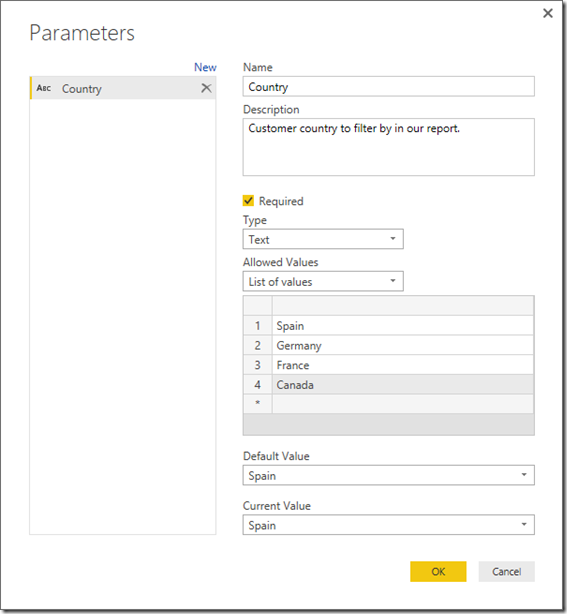 Parameters
New
ABC Country
Name
Country
Description
Customer country to filter by in our report.
Required
Type
Text
Allowed Values
List of values
1 Spain
2 Germany
3 France
4 Canada
*
Default Value
Spain
Current Value
Spain
OK Cancel